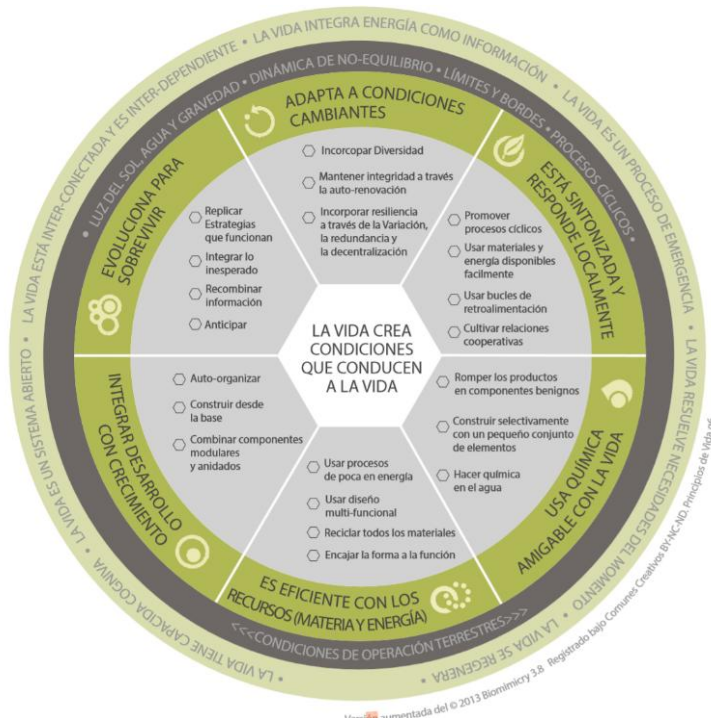 • LA VIDA ESTÁ INTER-CONECTADA Y ES INTER-DEPENDIENTE • LA VIDA INTEGRA ENERGÍA COMO INFORMACIÓN • LA VIDA ES UN PROCESO DE EMERGENCIA • LA VIDA RESUELVE NECESIDADES DEL MOMENTO • LA VIDA SE REGENERA •
• LA VIDA TIENE CAPACIDA COGNIVA • LA VIDA ES UN SISTEMA ABIERTO
• LUZ DEL SOL, AGUA Y GRAVEDAD • DINÁMICA DE NO-EQUILIBRIO • LÍMITES Y BORDES • PROCESOS CÍCLICOS •
<<<CONDICIONES DE OPERACIÓN TERRESTRES>>>
ADAPTA A CONDICIONES
CAMBIANTES
Incorcopar Diversidad
Mantener integridad a través
la auto-renovación
Incorporar resiliencia
a través de la Variación,
la redundancia y
la decentralización
ESTÁ SINTONIZADA Y
RESPONDE LOCALMENTE
Promover
procesos cíclicos
Usar materiales y
energía disponibles
facilmente
Usar bucles de
retroalimentación
Cultivar relaciones
cooperativas
USA QUÍMICA
AMIGABLE CON LA VIDA
Romper los productos
en componentes benignos
Construir selectivamente
con un pequeño conjunto
de elementos
Hacer química
en el agua
ES EFICIENTE CON LOS
RECURSOS (MATERIA Y ENERGÍA)
Usar procesos
de poca en energía
Usar diseño
multi-funcional
Reciclar todos los materiales
Encajar la forma a la función
INTEGRAR DESARROLLO
CON CRECIMIENTO
Auto-organizar
Construir desde
la base
Combinar componentes
modulares
y anidados
EVOLUCIONA PARA
SOBREVIVIR
Replicar
Estrategias
que funcionan
Integrar lo
inesperado
Recombinar
información
Anticipar
LA VIDA CREA
CONDICIONES
QUE CONDUCEN
A LA VIDA
Versión aumentada del © 2013 Biomimicry 3.8 Registrado bajo Comunes Creativos BY-NC-ND. Principios de Vida